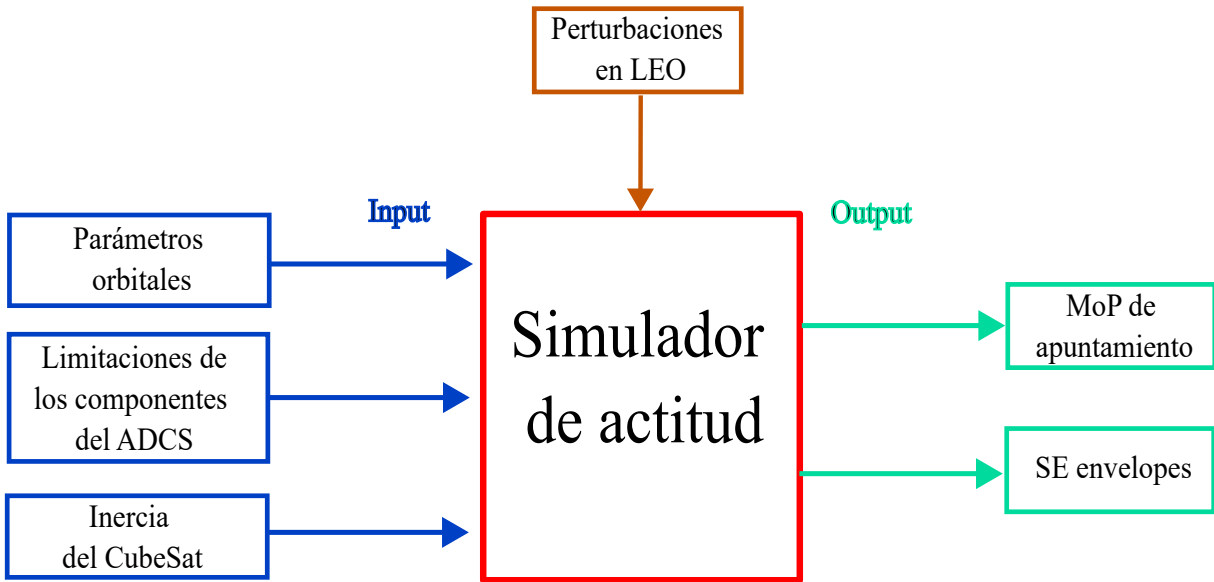 Perturbaciones
en LEO
Input
Output
Parámetros
orbitales
Limitaciones de
los componentes
del ADCS
Inercia
del CubeSat
Simulador
de actitud
MoP de
apuntamiento
SE envelopes